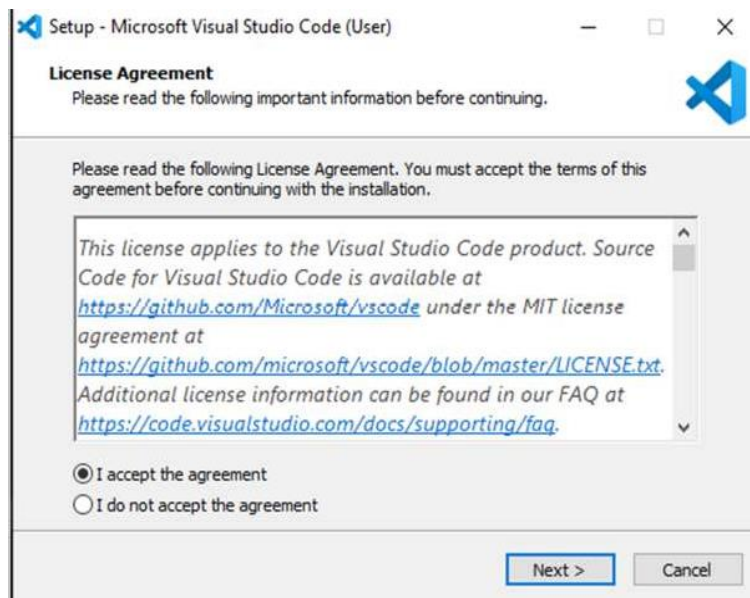 Setup - Microsoft Visual Studio Code (User)
License Agreement
Please read the following important information before continuing.
Please read the following License Agreement. You must accept the terms of this
agreement before continuing with the installation.
This license applies to the Visual Studio Code product. Source
Code for Visual Studio Code is available at
https://github.com/Microsoft/vscode under the MIT license
agreement at
https://github.com/microsoft/vscode/blob/master/LICENSE.txt.
Additional license information can be found in our FAQ at
https://code.visualstudio.com/docs/supporting/faq.
I accept the agreement
I do not accept the agreement
Next > Cancel